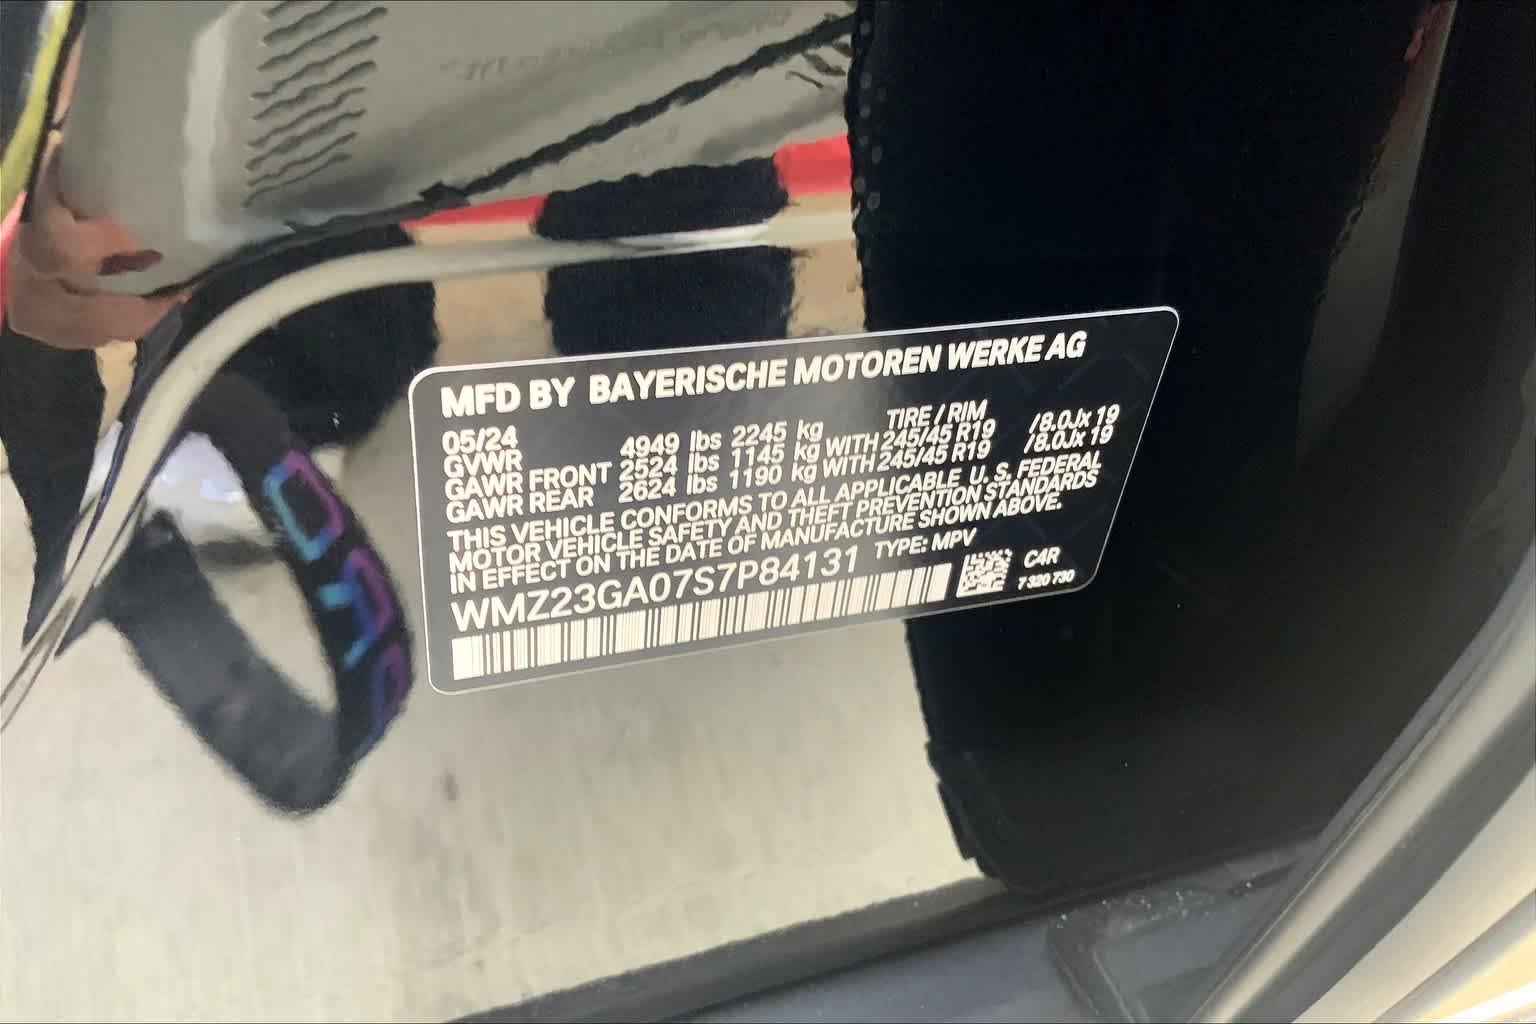 MFD BY BAYERISCHE MOTOREN WERKE AG
05/24 TIRE / RIM
GVWR 4949 lbs 2245 kg
GAWR FRONT 2524 lbs 1145 kg WITH 245/45 R19 /8.0Jx 19
GAWR REAR 2624 lbs 1190 kg WITH 245/45 R19 /8.0Jx 19
THIS VEHICLE CONFORMS TO ALL APPLICABLE U. S. FEDERAL
MOTOR VEHICLE SAFETY AND THEFT PREVENTION STANDARDS
IN EFFECT ON THE DATE OF MANUFACTURE SHOWN ABOVE.
WMZ23GA07S7P84131 TYPE: MPV
C4R
7 320 730